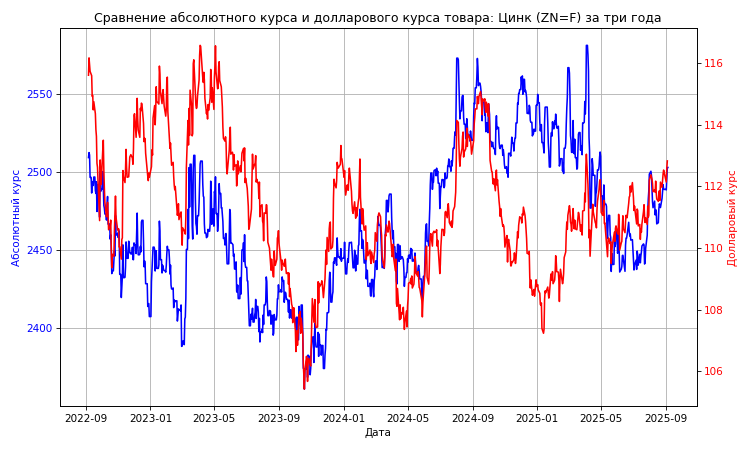 Сравнение абсолютного курса и долларового курса товара: Цинк (ZN=F) за три года
Абсолютный курс
2550
2500
2450
2400
116
114
112
110
108
106
Долларовый курс
2022-09 2023-01 2023-05 2023-09 2024-01 2024-05 2024-09 2025-01 2025-05 2025-09
Дата